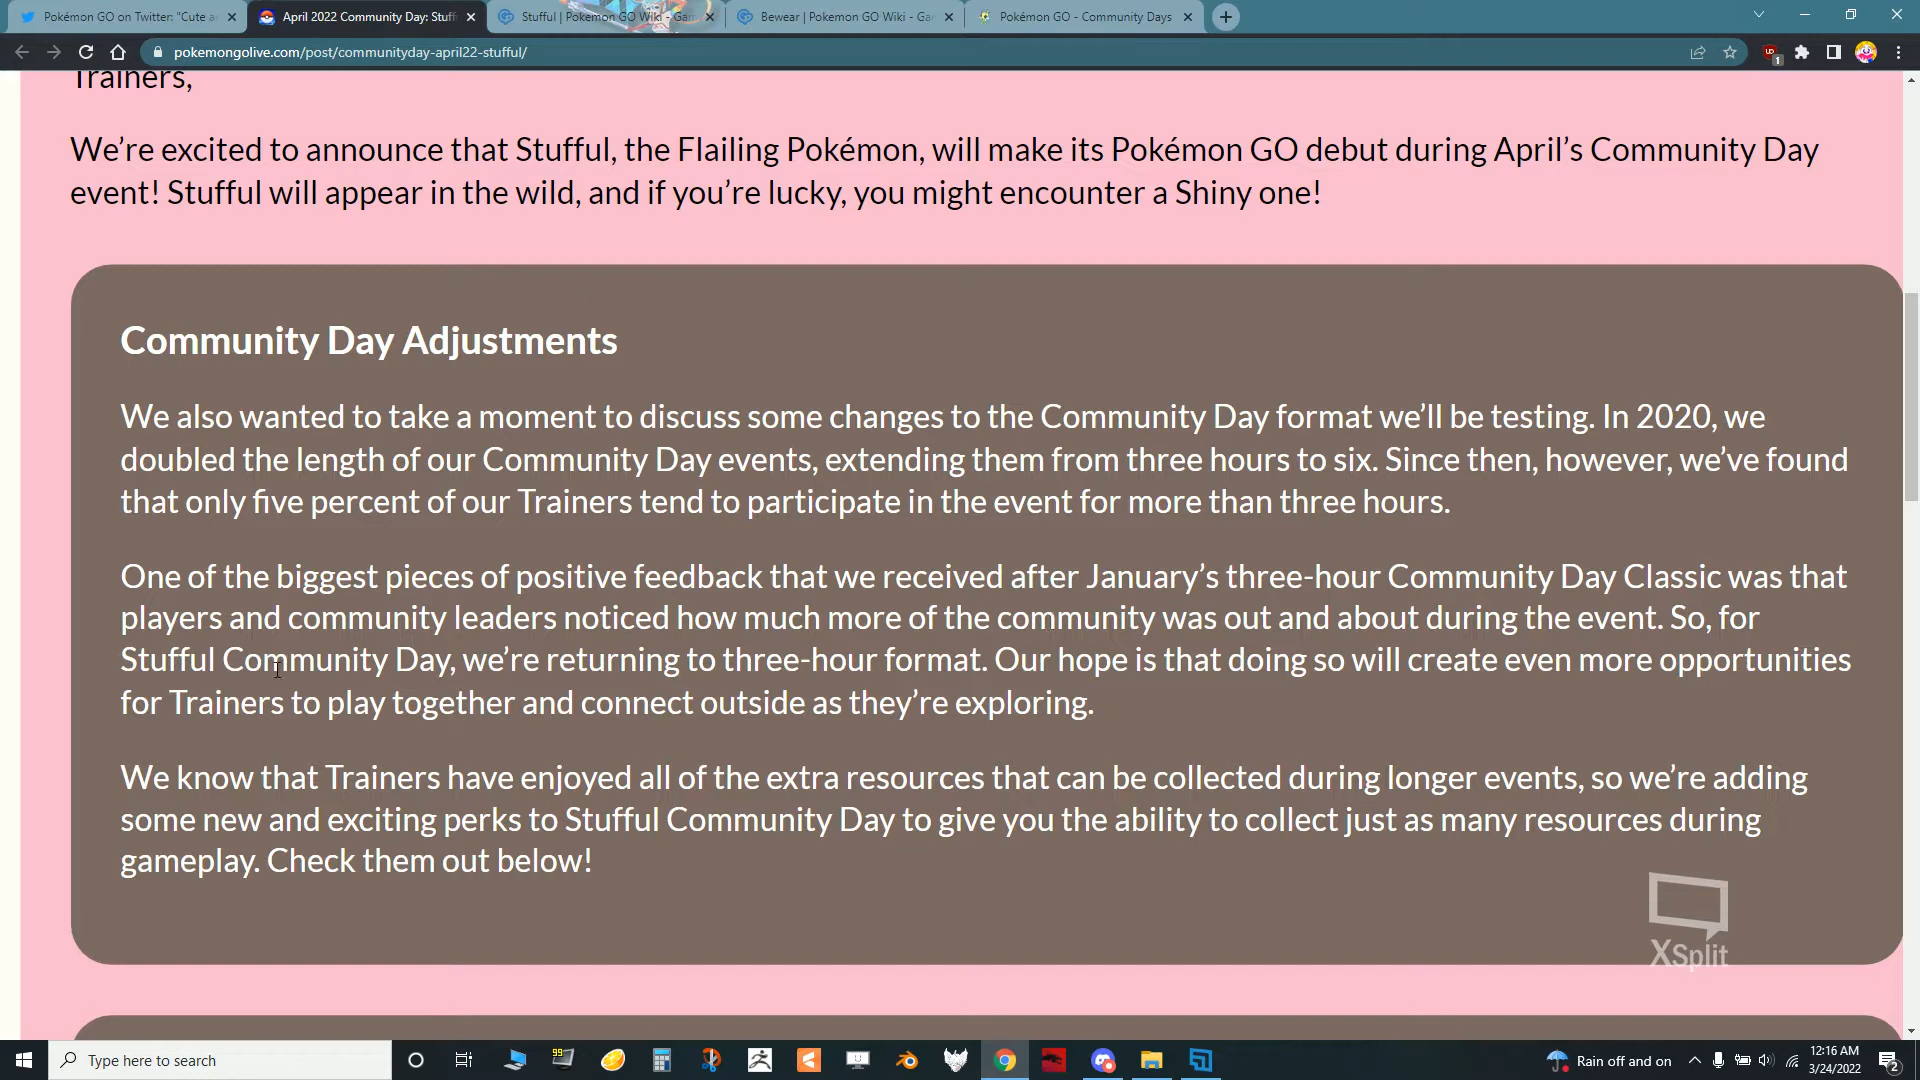 Pokémon GO on Twitter: "Cute a
April 2022 Community Day: Stuff
Stufful | Pokemon GO Wiki - Gam
Bewear | Pokemon GO Wiki - Ga
Pokémon GO - Community Days
pokemongolive.com/post/communityday-april22-stufful/
1
Trainers,
We're excited to announce that Stufful, the Flailing Pokémon, will make its Pokémon GO debut during April's Community Day
event! Stufful will appear in the wild, and if you're lucky, you might encounter a Shiny one!
Community Day Adjustments
We also wanted to take a moment to discuss some changes to the Community Day format we'll be testing. In 2020, we
doubled the length of our Community Day events, extending them from three hours to six. Since then, however, we've found
that only five percent of our Trainers tend to participate in the event for more than three hours.
One of the biggest pieces of positive feedback that we received after January's three-hour Community Day Classic was that
players and community leaders noticed how much more of the community was out and about during the event. So, for
Stufful Community Day, we're returning to three-hour format. Our hope is that doing so will create even more opportunities
for Trainers to play together and connect outside as they're exploring.
We know that Trainers have enjoyed all of the extra resources that can be collected during longer events, so we're adding
some new and exciting perks to Stufful Community Day to give you the ability to collect just as many resources during
gameplay. Check them out below!
XSplit
Type here to search
99
Rain off and on
12:16 AM
3/24/2022
2